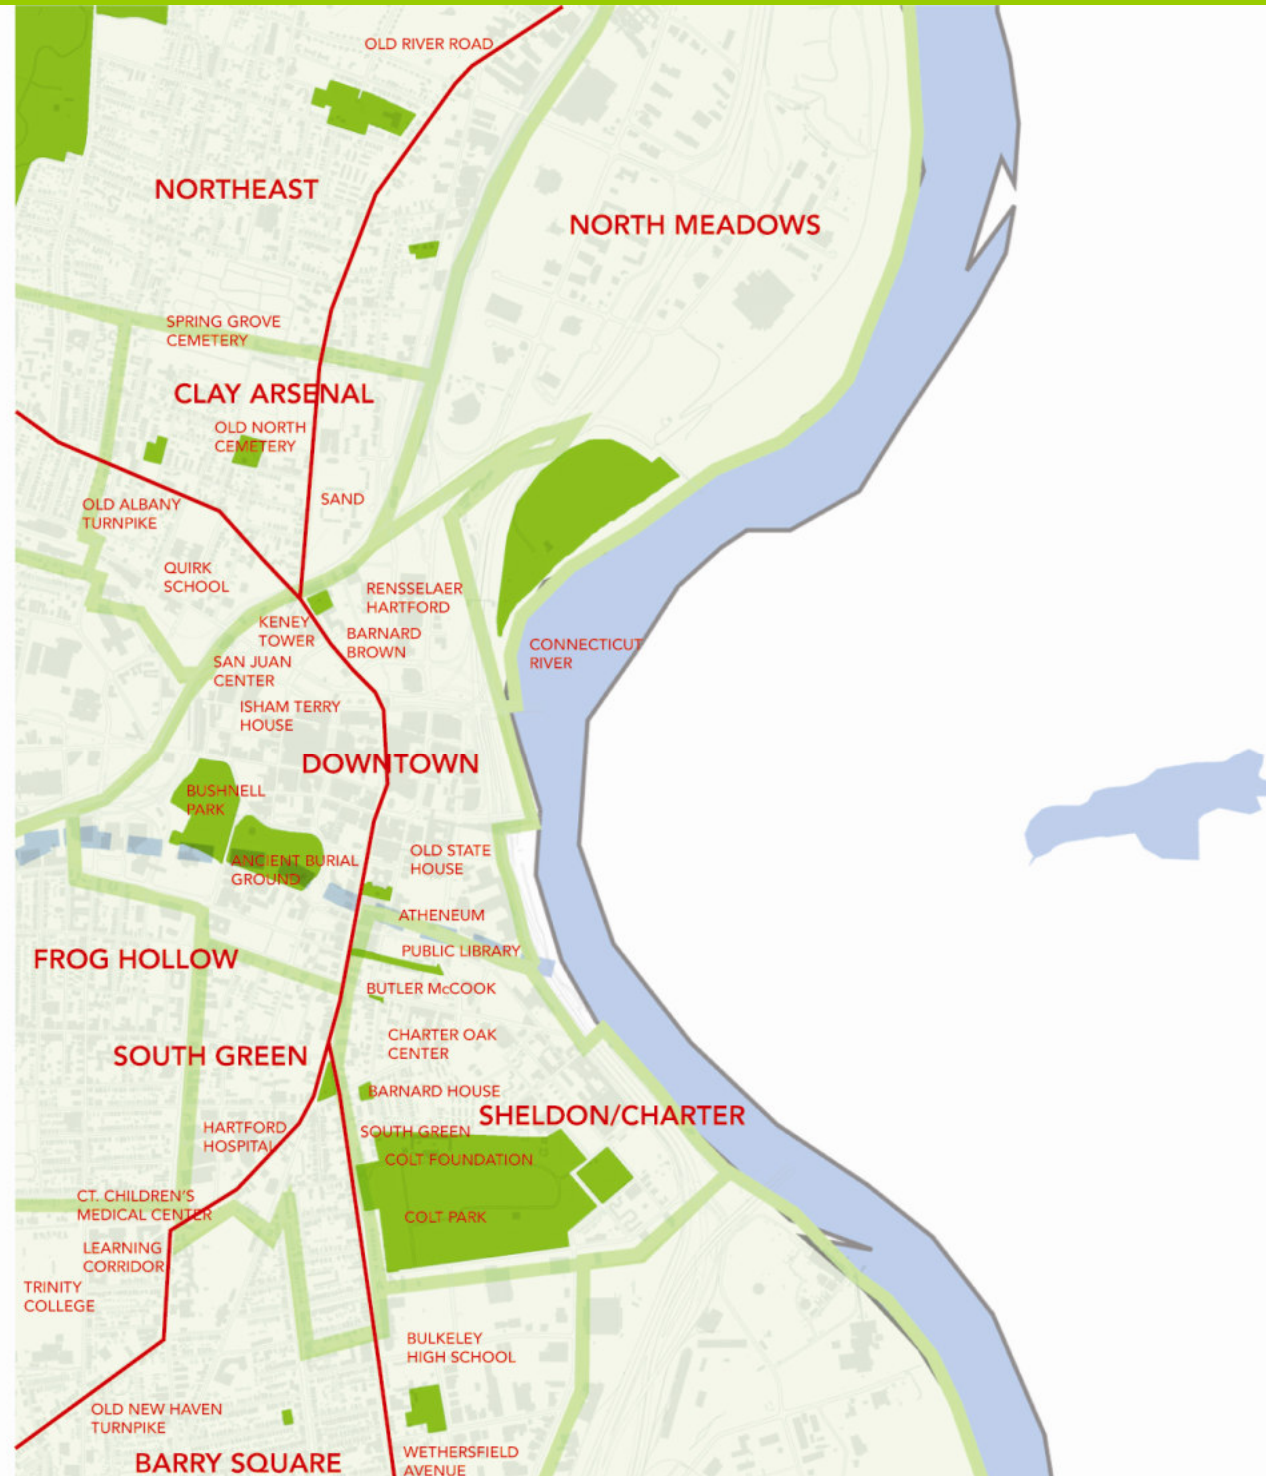 OLD RIVER ROAD
NORTHEAST
NORTH MEADOWS
SPRING GROVE
CEMETERY
CLAY ARSENAL
OLD NORTH
CEMETERY
SAND
OLD ALBANY
TURNPIKE
QUIRK
SCHOOL
RENSSELAER
HARTFORD
KENEY
TOWER
BARNARD
BROWN
CONNECTICUT
RIVER
SAN JUAN
CENTER
ISHAM TERRY
HOUSE
DOWNTOWN
BUSHNELL
PARK
OLD STATE
HOUSE
ANCIENT BURIAL
GROUND
ATHENEUM
PUBLIC LIBRARY
FROG HOLLOW
BUTLER McCOOK
CHARTER OAK
CENTER
SOUTH GREEN
BARNARD HOUSE
SHELDON/CHARTER
HARTFORD
HOSPITAL
SOUTH GREEN
COLT FOUNDATION
CT. CHILDREN'S
MEDICAL CENTER
COLT PARK
LEARNING
CORRIDOR
TRINITY
COLLEGE
BULKELEY
HIGH SCHOOL
OLD NEW HAVEN
TURNPIKE
BARRY SQUARE
WETHERSFIELD
AVENUE